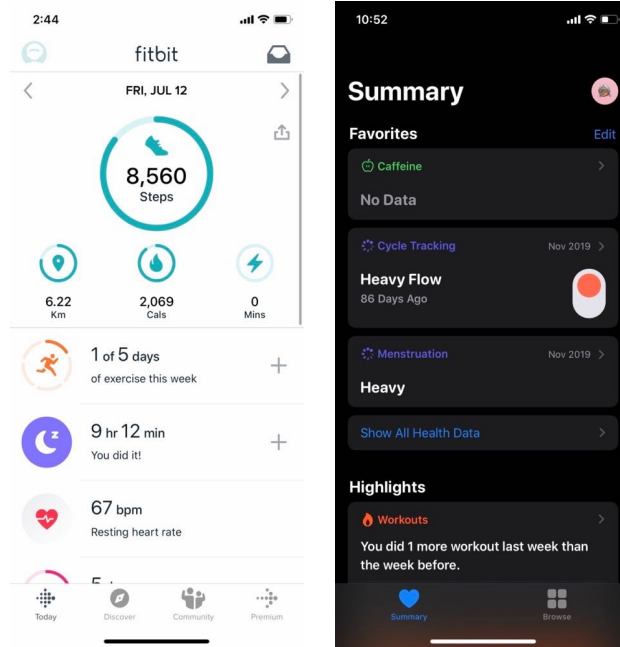 2:44
fitbit
FRI, JUL 12
8,560
Steps
6.22
Km
2,069
Cals
0
Mins
1 of 5 days
of exercise this week
9 hr 12 min
You did it!
67 bpm
Resting heart rate
Today
Discover
Community
Premium
10:52
Summary
Favorites
Edit
Caffeine
No Data
Cycle Tracking
Nov 2019
Heavy Flow
86 Days Ago
Menstruation
Nov 2019
Heavy
Show All Health Data
Highlights
Workouts
You did 1 more workout last week than
the week before.
Summary
Browse